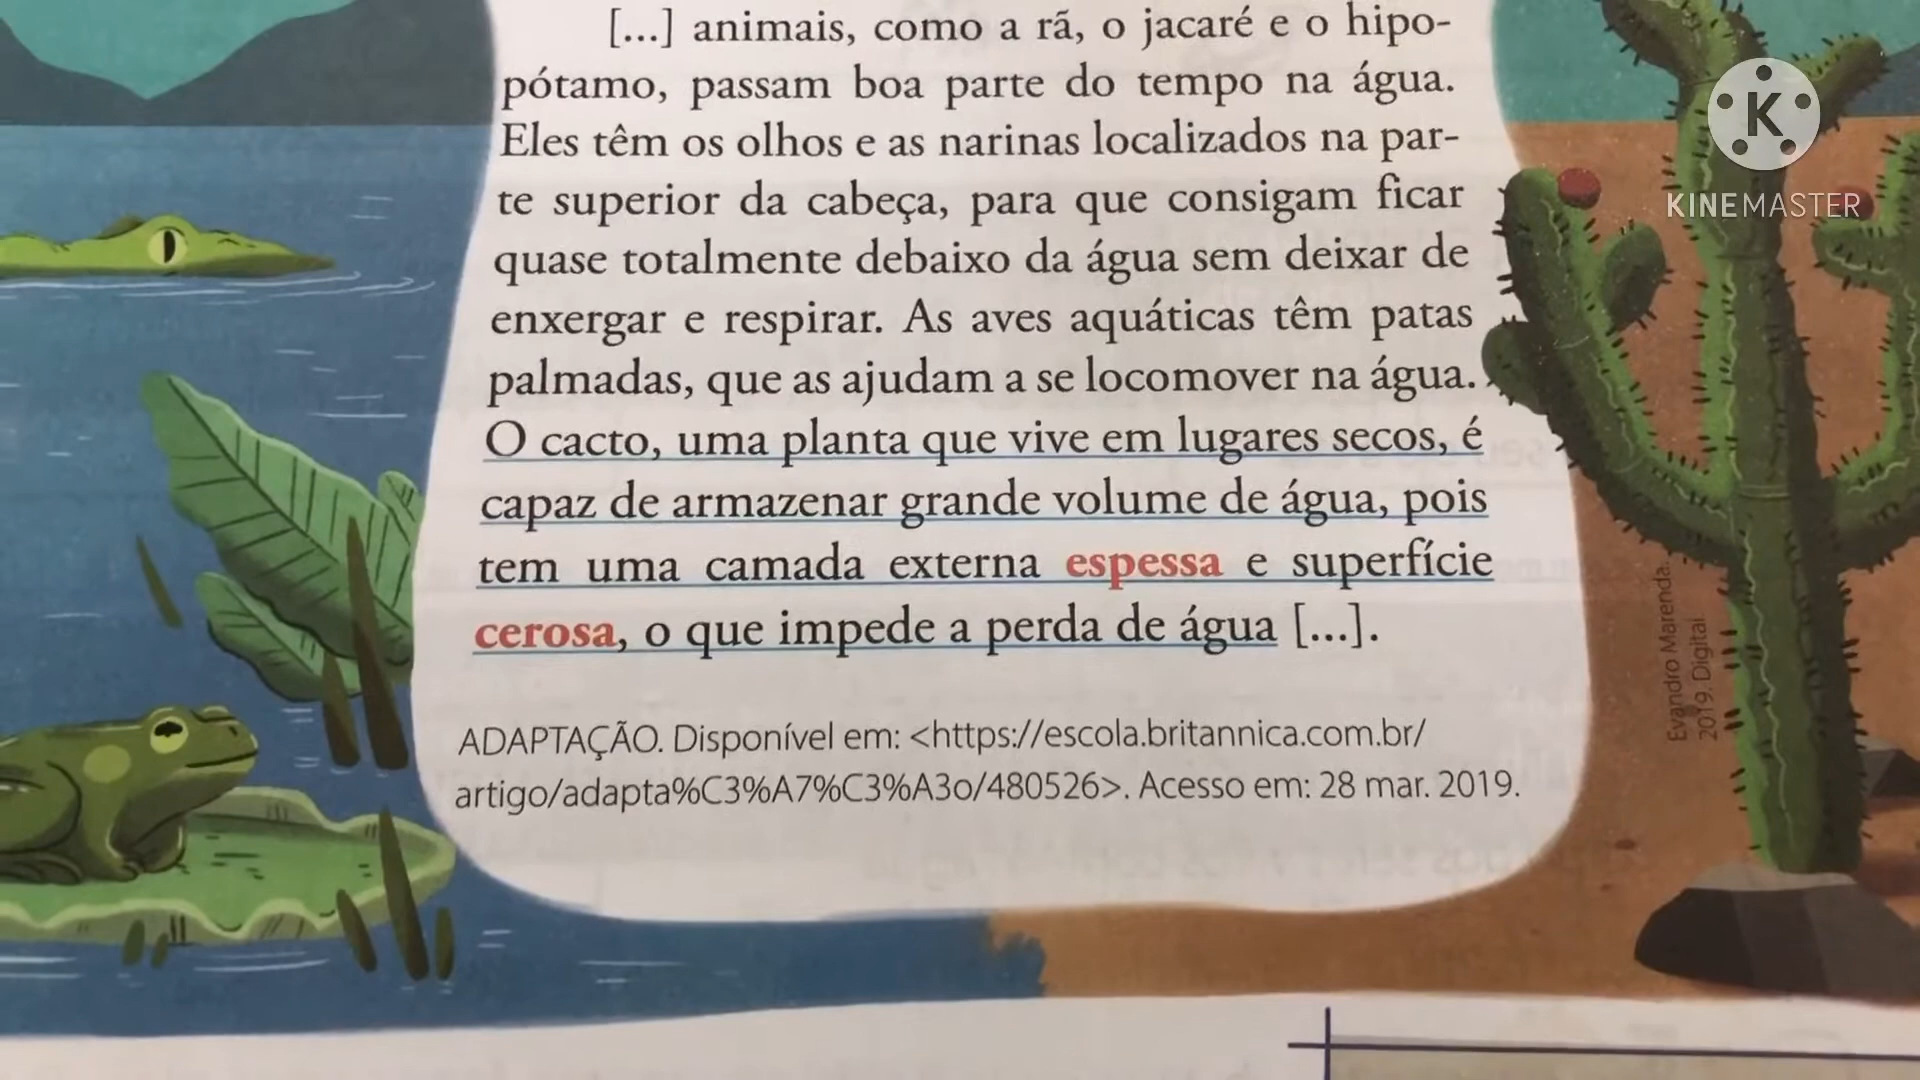 [...] animais, como a rã, o jacaré e o hipo-
pótamo, passam boa parte do tempo na água.
Eles têm os olhos e as narinas localizados na par-
te superior da cabeça, para que consigam ficar
quase totalmente debaixo da água sem deixar de
enxergar e respirar. As aves aquáticas têm patas
palmadas, que as ajudam a se locomover na água.
O cacto, uma planta que vive em lugares secos, é
capaz de armazenar grande volume de água, pois
tem uma camada externa espessa e superfície
cerosa, o que impede a perda de água [...].
ADAPTAÇÃO. Disponível em: <https://escola.britannica.com.br/
artigo/adapta%C3%A7%C3%A3o/480526>. Acesso em: 28 mar. 2019.
Evandro Marenda.
2019. Digital
K
KINEMASTER